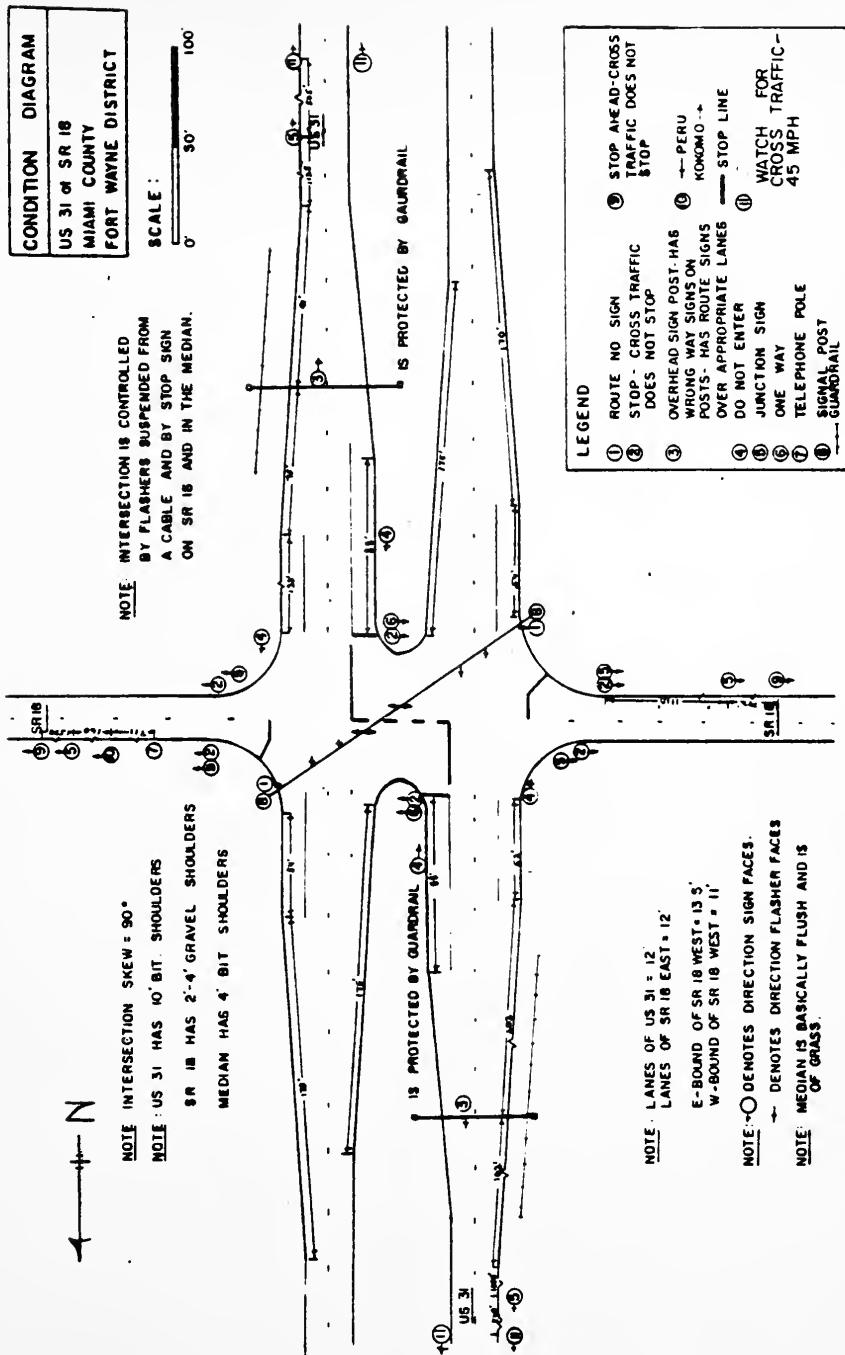 CONDITION DIAGRAM
US 31 at SR 18
MIAMI COUNTY
FORT WAYNE DISTRICT
SCALE:
0' 50' 100'
NOTE: INTERSECTION IS CONTROLLED
BY FLASHERS SUSPENDED FROM
A CABLE AND BY STOP SIGN
ON SR 18 AND IN THE MEDIAN.
N
NOTE INTERSECTION SKEW = 90°
NOTE: US 31 HAS 10' BIT. SHOULDERS
SR 18 HAS 2'-4' GRAVEL SHOULDERS
MEDIAN HAS 4' BIT SHOULDERS
SR 18
US 31
IS PROTECTED BY GAURDRAIL
IS PROTECTED BY GUARDRAIL
US 31
SR 18
NOTE: LANES OF US 31 = 12'
LANES OF SR 18 EAST = 12'
E-BOUND OF SR 18 WEST = 13 5'
W-BOUND OF SR 18 WEST = 11'
NOTE: DENOTES DIRECTION SIGN FACES.
DENOTES DIRECTION FLASHER FACES
NOTE: MEDIAN IS BASICALLY FLUSH AND IS
OF GRASS.
LEGEND
1 ROUTE NO SIGN
2 STOP - CROSS TRAFFIC
DOES NOT STOP
3 OVERHEAD SIGN POST-HAS
WRONG WAY SIGNS ON
POSTS - HAS ROUTE SIGNS
OVER APPROPRIATE LANES
4 DO NOT ENTER
5 JUNCTION SIGN
6 ONE WAY
7 TELEPHONE POLE
8 SIGNAL POST
GUARDRAIL
9 STOP AHEAD-CROSS
TRAFFIC DOES NOT
STOP
10 ← PERU
KOKOMO →
STOP LINE
11 WATCH FOR
CROSS TRAFFIC-
45 MPH